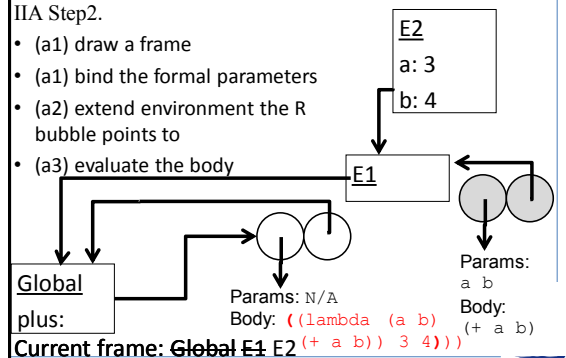 IIA Step2.
• (a1) draw a frame
• (a1) bind the formal parameters
• (a2) extend environment the R
bubble points to
• (a3) evaluate the body
E2
a: 3
b: 4
E1
Global
plus:
Params: N/A
Body: ((lambda (a b)
(+ a b)) 3 4)))
Params:
a b
Body:
(+ a b)
Current frame: Global E1 E2